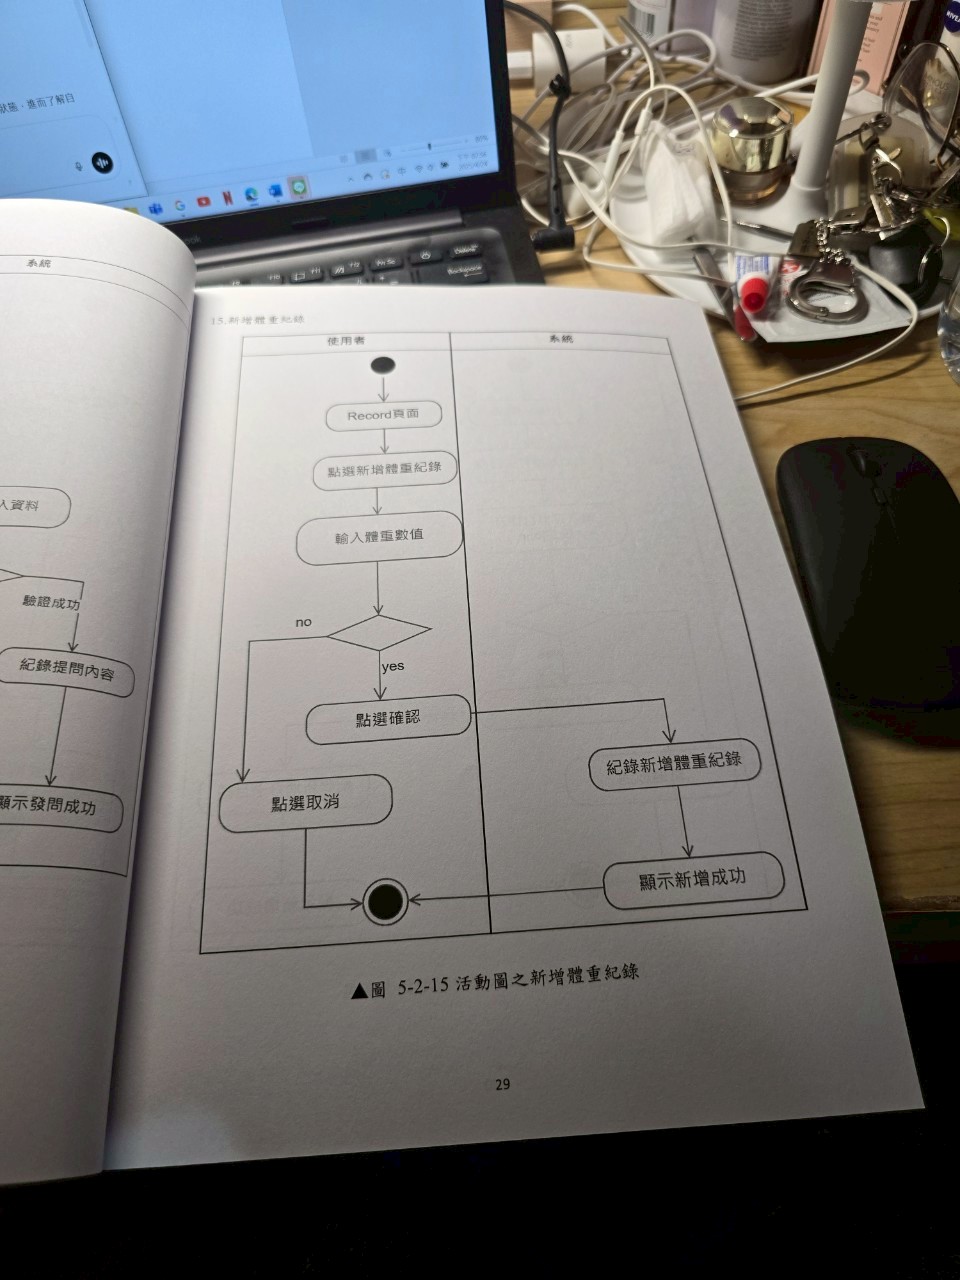 狀態，進而了解自
系統
入資料
驗證成功
紀錄提問內容
顯示發問成功
15.新增體重紀錄
使用者
系統
Record頁面
點選新增體重紀錄
輸入體重數值
no
yes
點選確認
紀錄新增體重紀錄
點選取消
顯示新增成功
▲圖 5-2-15 活動圖之新增體重紀錄
29
Backspace
NIVEA